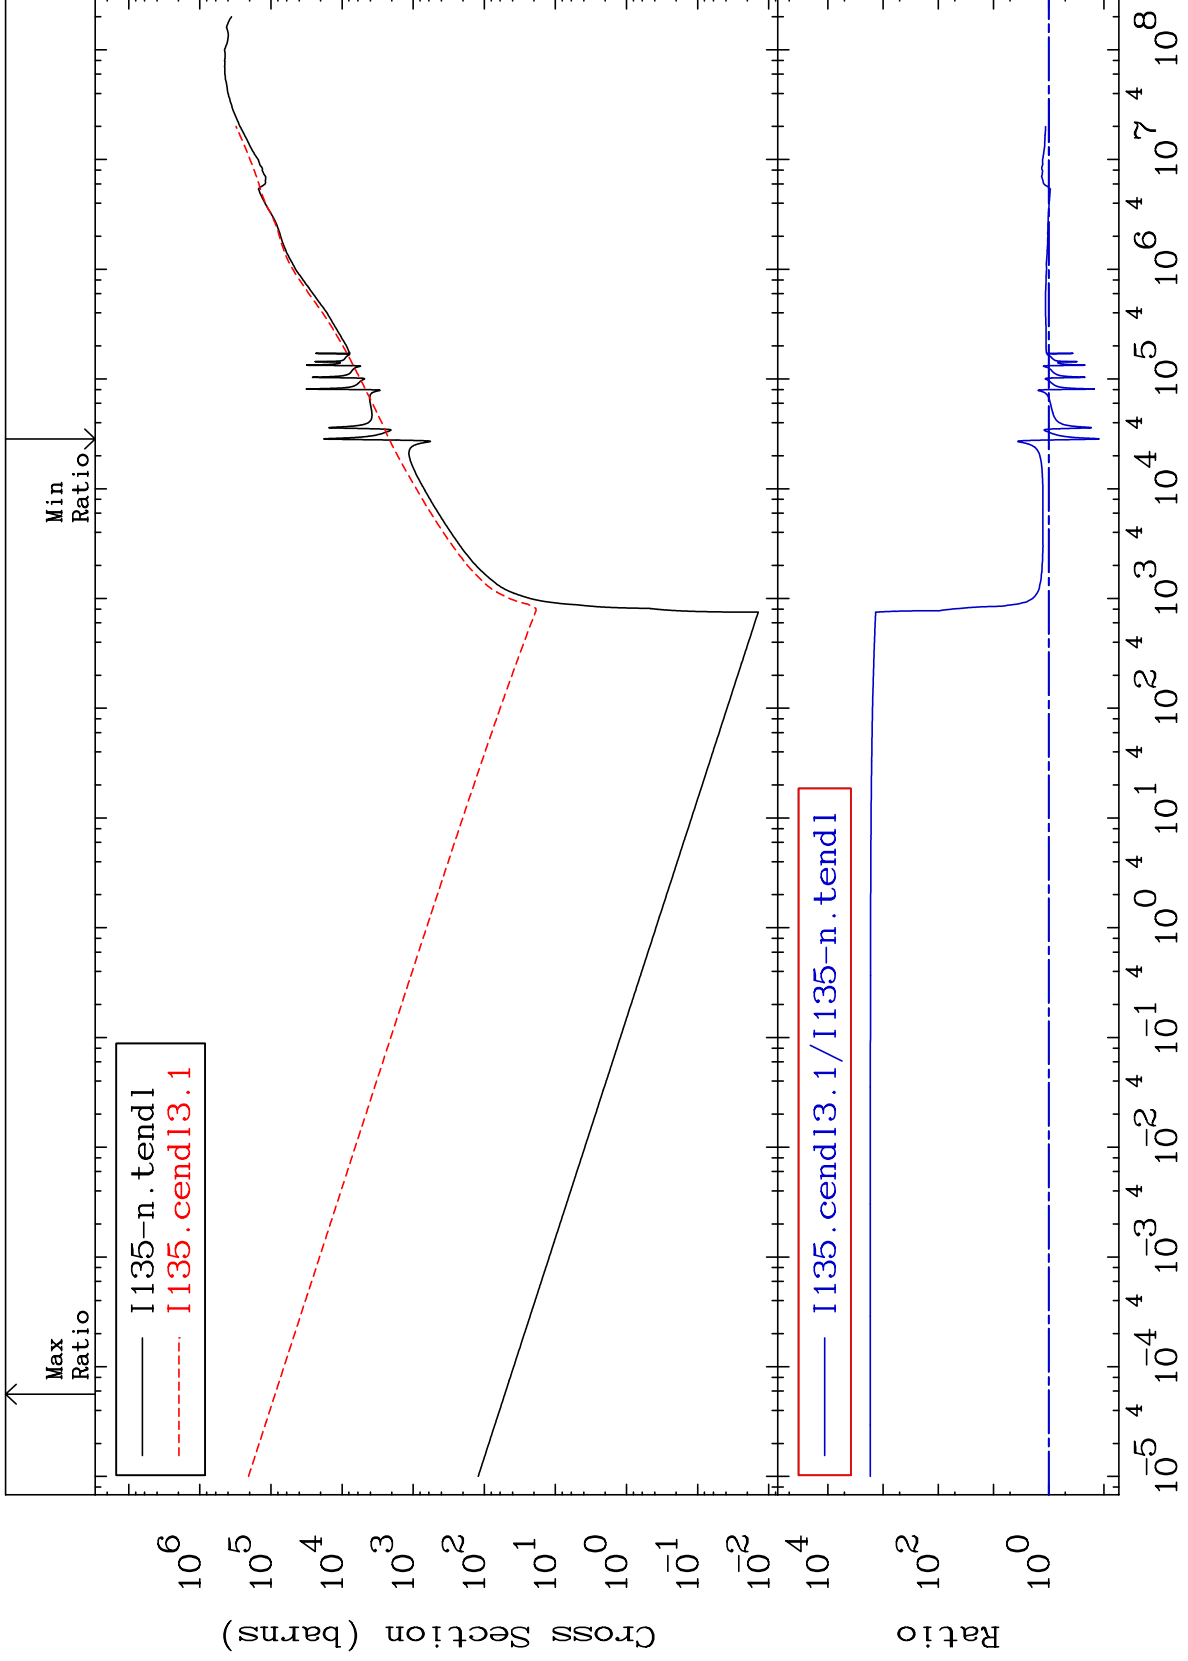 Max
Ratio
Min
Ratio
I135-n.tendl
I135.cendl3.1
10^6
10^5
10^4
10^3
10^2
10^1
10^0
10^-1
10^-2
Cross Section (barns)
I135.cendl3.1/I135-n.tendl
10^4
10^2
10^0
Ratio
10^-5 4 10^-4 4 10^-3 4 10^-2 4 10^-1 4 10^0 4 10^1 4 10^2 4 10^3 4 10^4 4 10^5 4 10^6 4 10^7 4 10^8